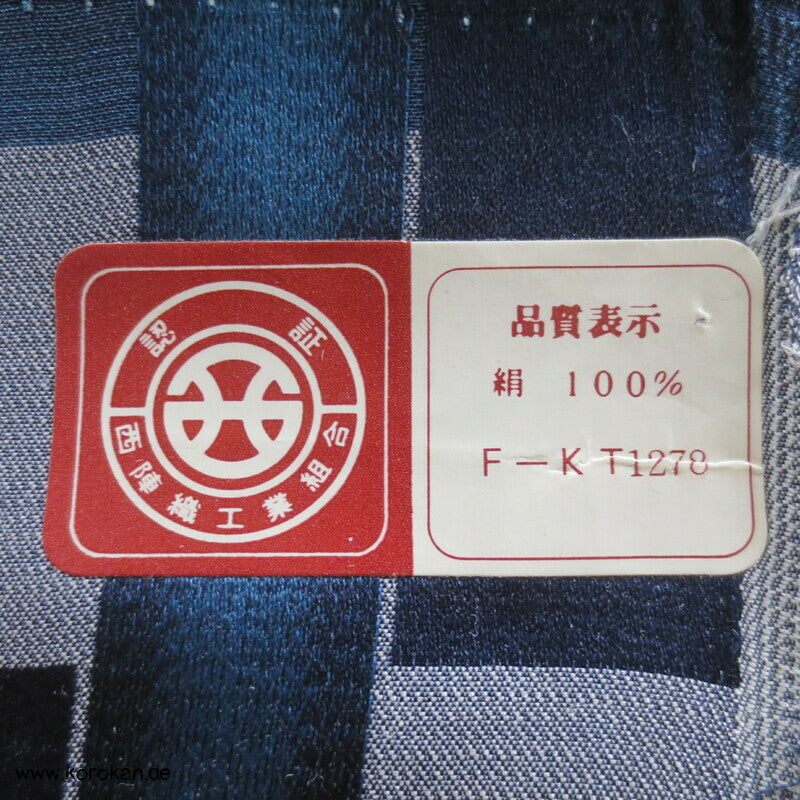 認証
西陣織工業組合
品質表示
絹 100%
F－K T1278
www.korokan.de